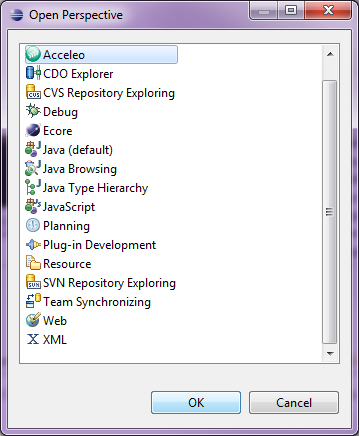 Open Perspective
Acceleo
CDO Explorer
CVS Repository Exploring
Debug
Ecore
Java (default)
Java Browsing
Java Type Hierarchy
JavaScript
Planning
Plug-in Development
Resource
SVN Repository Exploring
Team Synchronizing
Web
XML
OK
Cancel